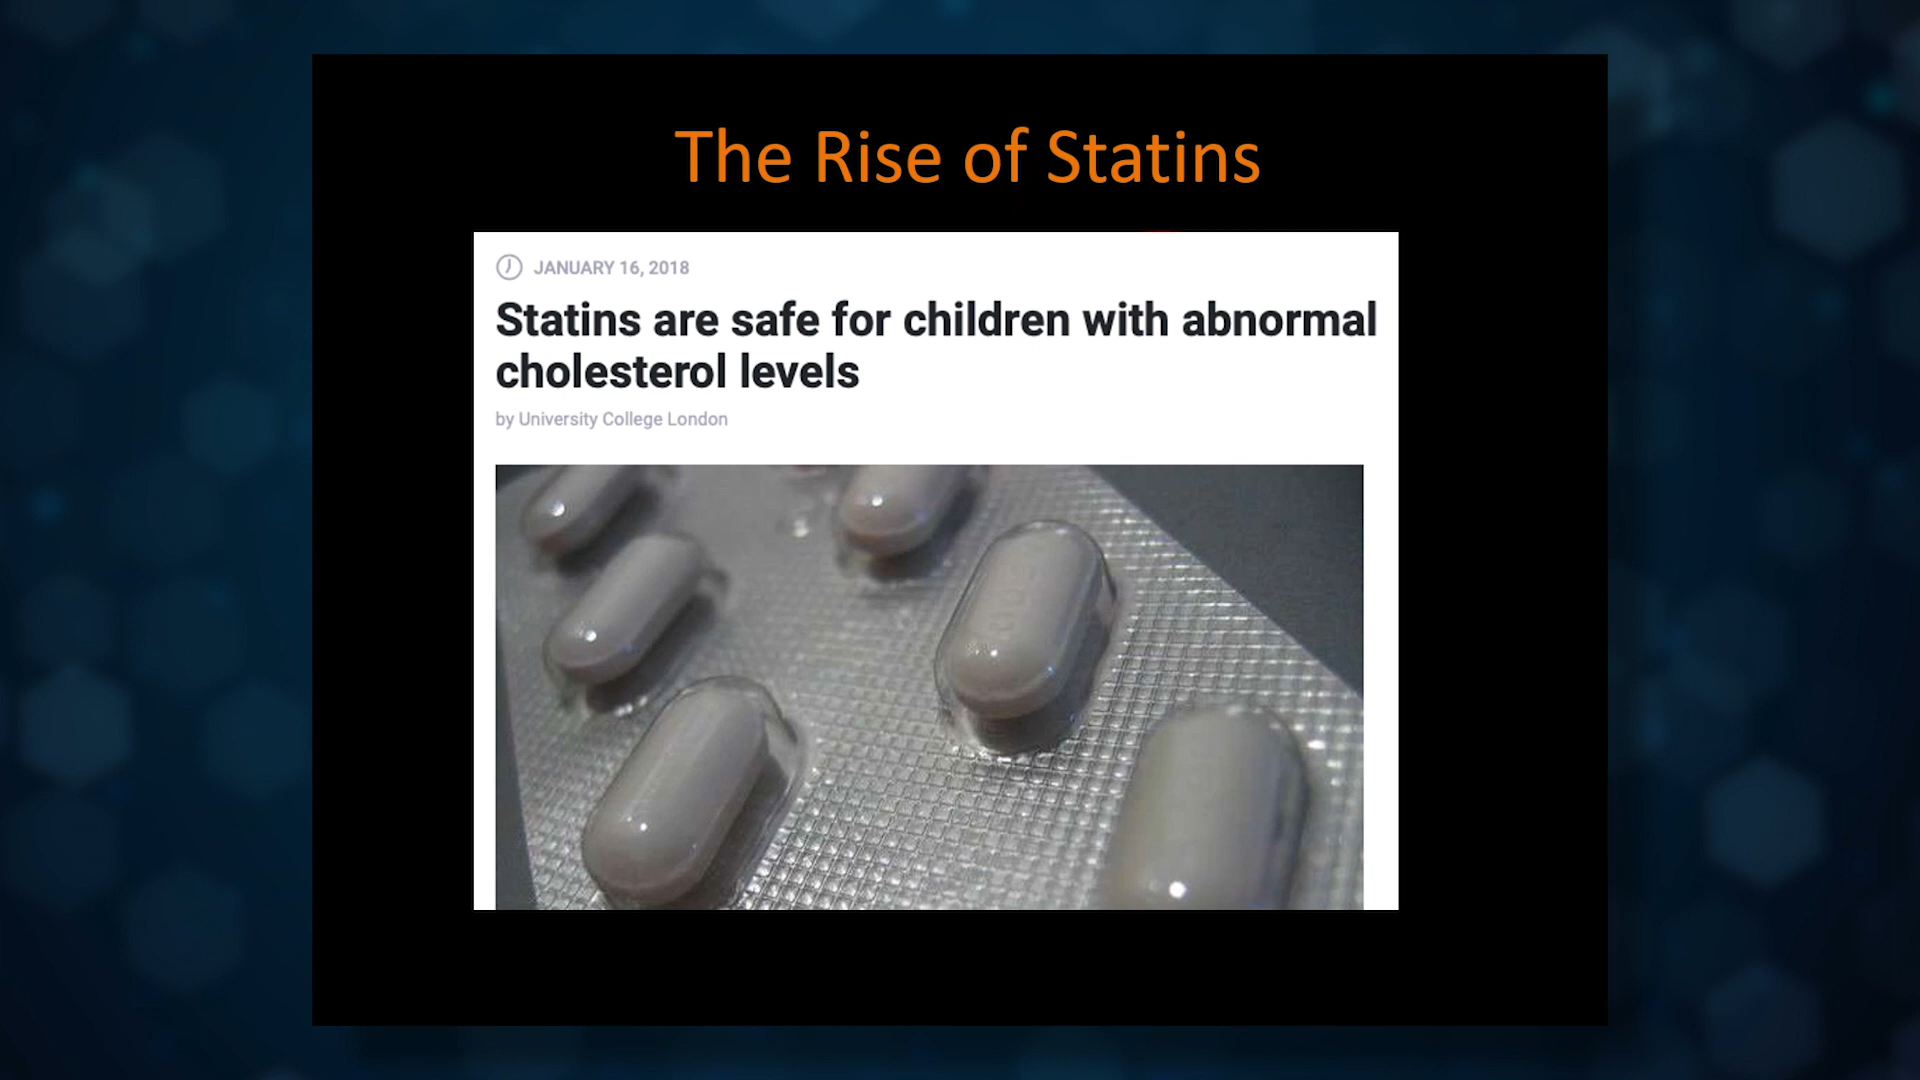 The Rise of Statins
JANUARY 16, 2018
Statins are safe for children with abnormal
cholesterol levels
by University College London